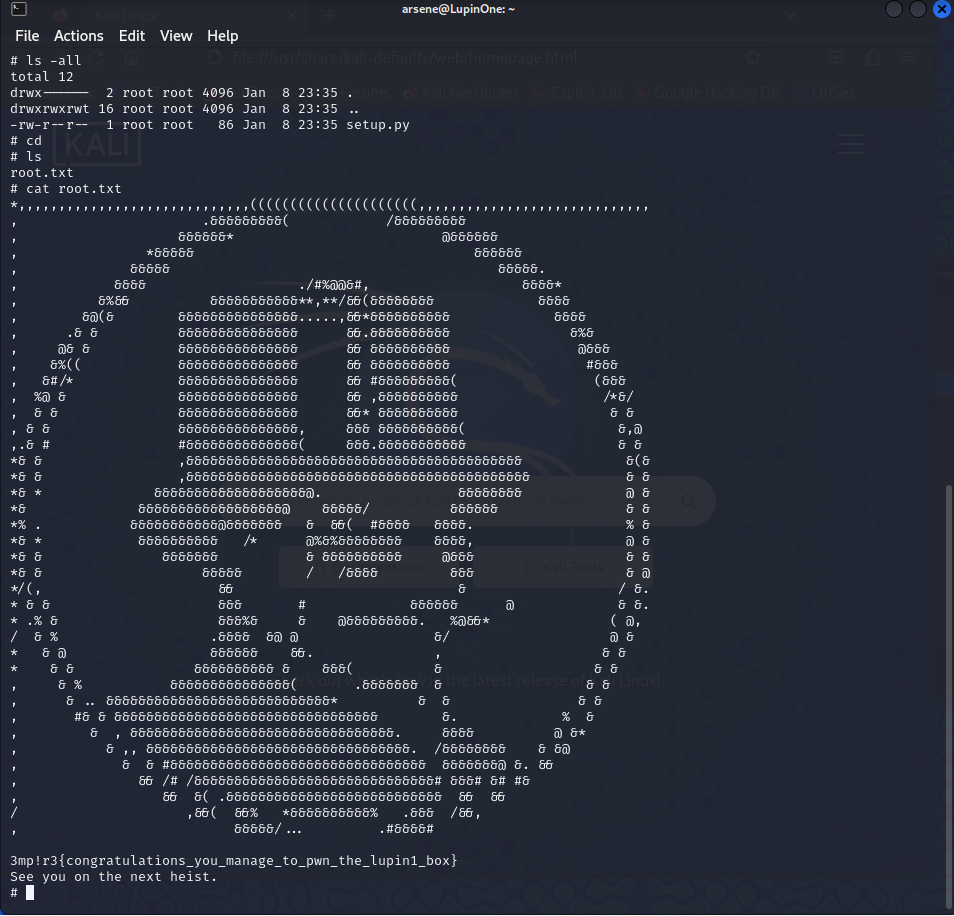 arsene@LupinOne: ~
File Actions Edit View Help
# ls -all
total 12
drwx------ 2 root root 4096 Jan 8 23:35 .
drwxrwxrwt 16 root root 4096 Jan 8 23:35 ..
-rw-r--r-- 1 root root 86 Jan 8 23:35 setup.py
# cd
# ls
root.txt
# cat root.txt
3mp!r3{congratulations_you_manage_to_pwn_the_lupin1_box}
See you on the next heist.
#